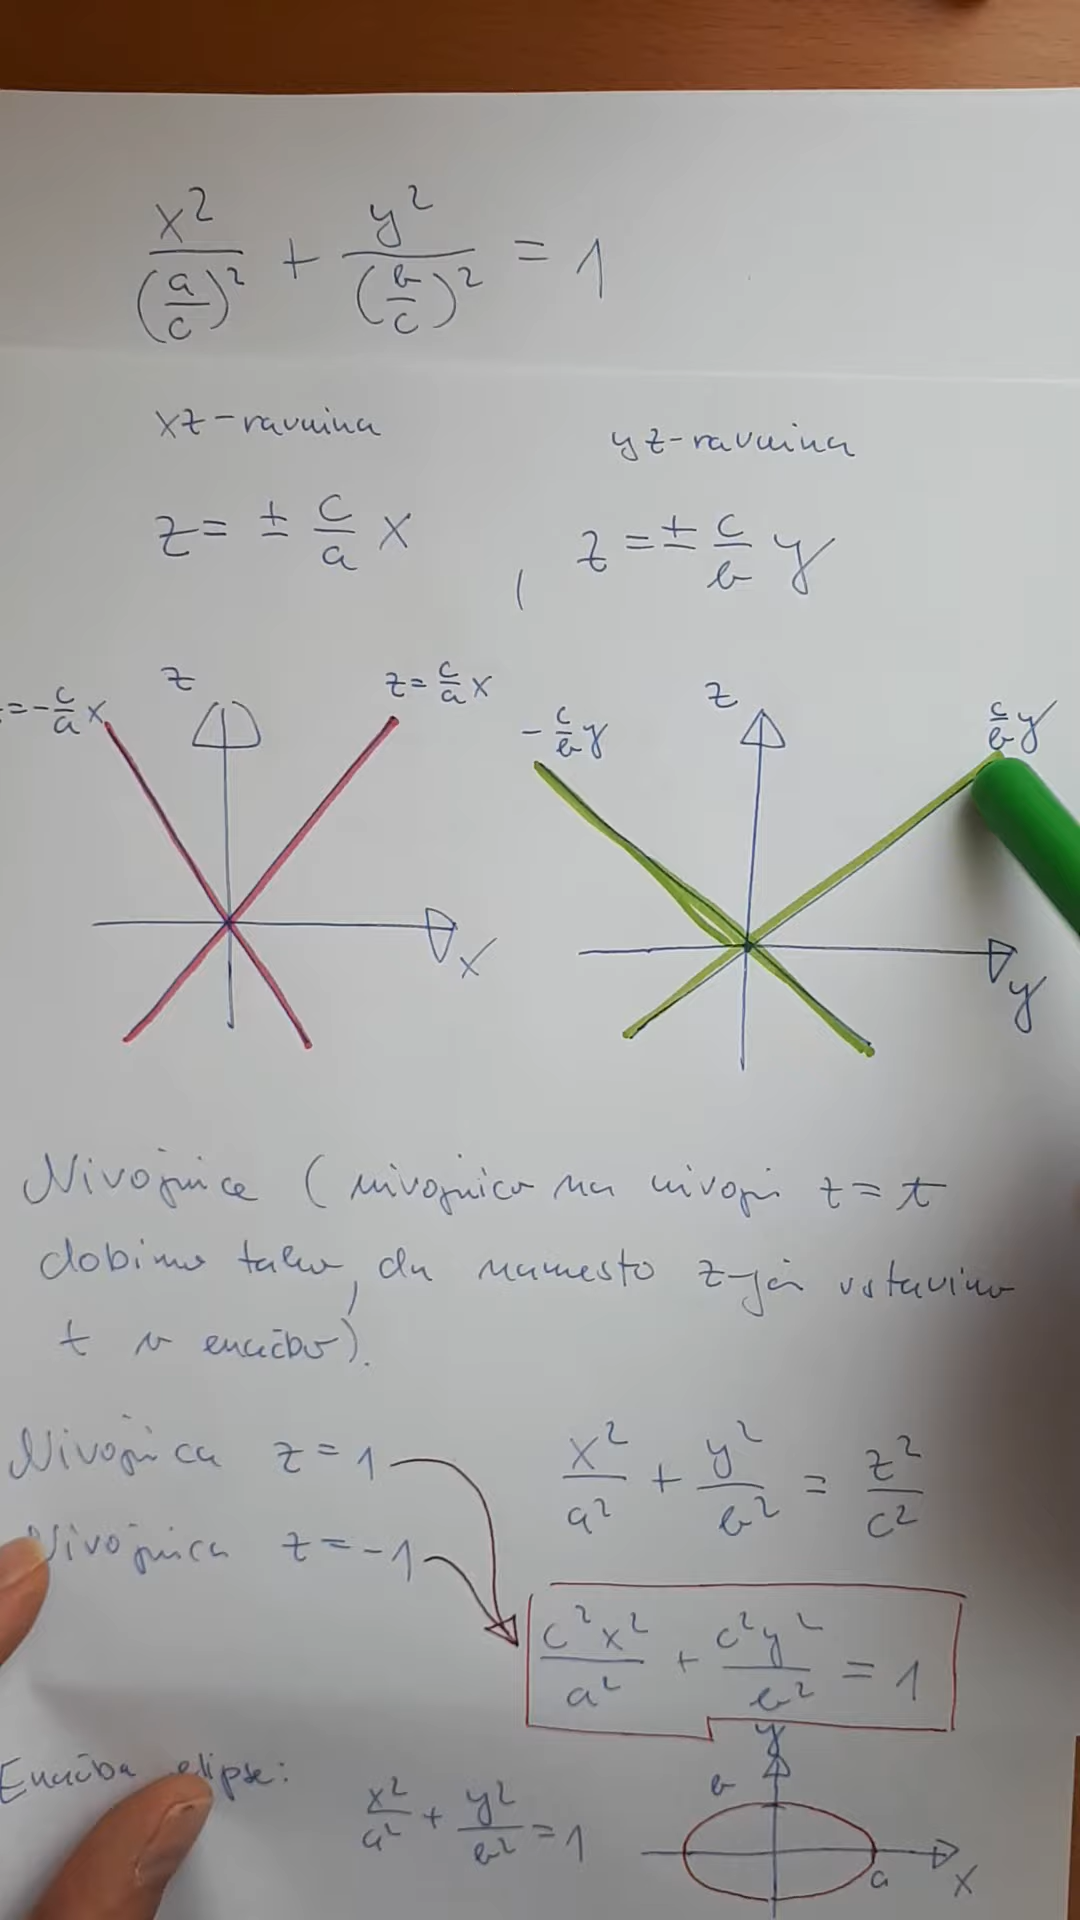 x²/(a/c)² + y²/(b/c)² = 1
xz-ravnina
yz-ravnina
z = ± c/a x , z = ± c/b y
z
z = c/a x
= - c/a x
x
z
- c/b y
c/b y
y
Nivojnice (nivojnico na nivoju z = t
dobimo tako, da namesto z-ja vstavimo
t v enačbo).
Nivojnica z = 1
x²/a² + y²/b² = z²/c²
Nivojnica z = -1
c²x²/a² + c²y²/b² = 1
Enačba elipse:
x²/a² + y²/b² = 1
y
b
a
x